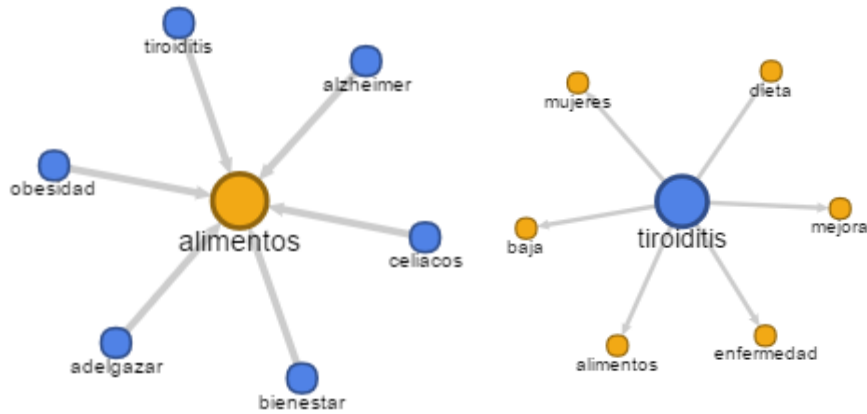 tiroiditis
alzheimer
obesidad
alimentos
celiacos
adelgazar
bienestar
mujeres
dieta
baja
tiroiditis
mejora
alimentos
enfermedad